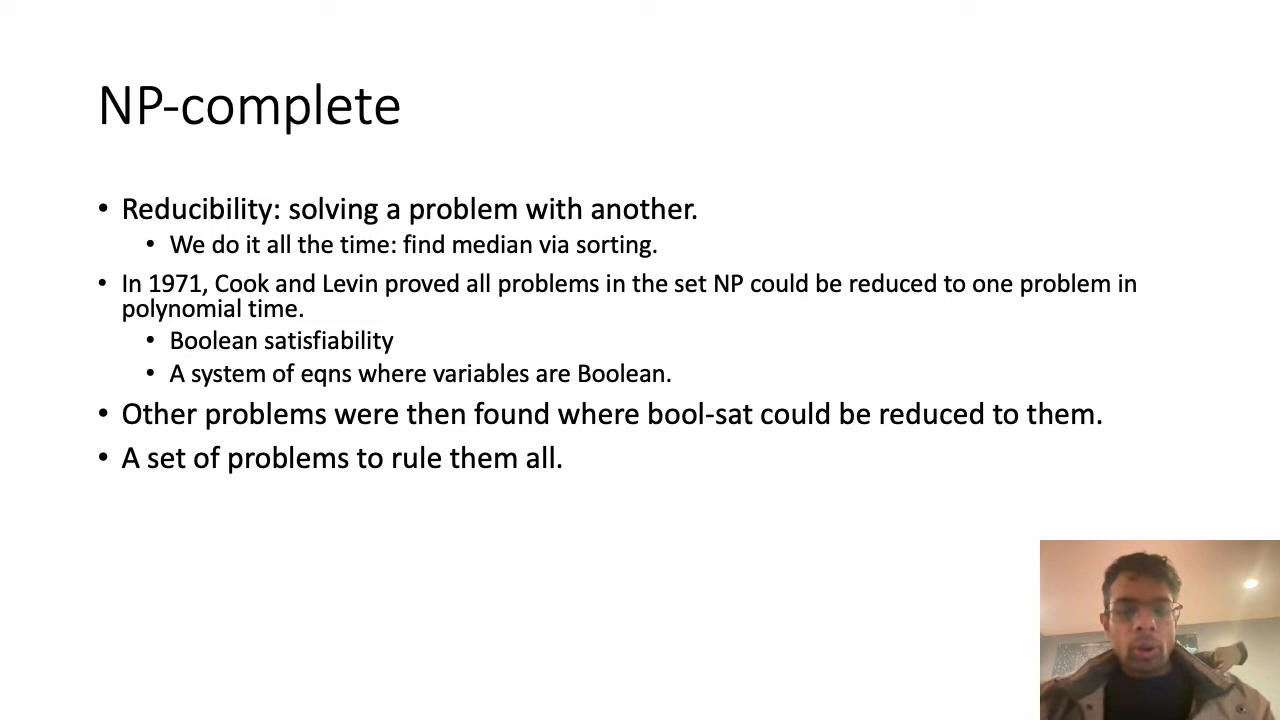 NP-complete
• Reducibility: solving a problem with another.
• We do it all the time: find median via sorting.
• In 1971, Cook and Levin proved all problems in the set NP could be reduced to one problem in
polynomial time.
• Boolean satisfiability
• A system of eqns where variables are Boolean.
• Other problems were then found where bool-sat could be reduced to them.
• A set of problems to rule them all.